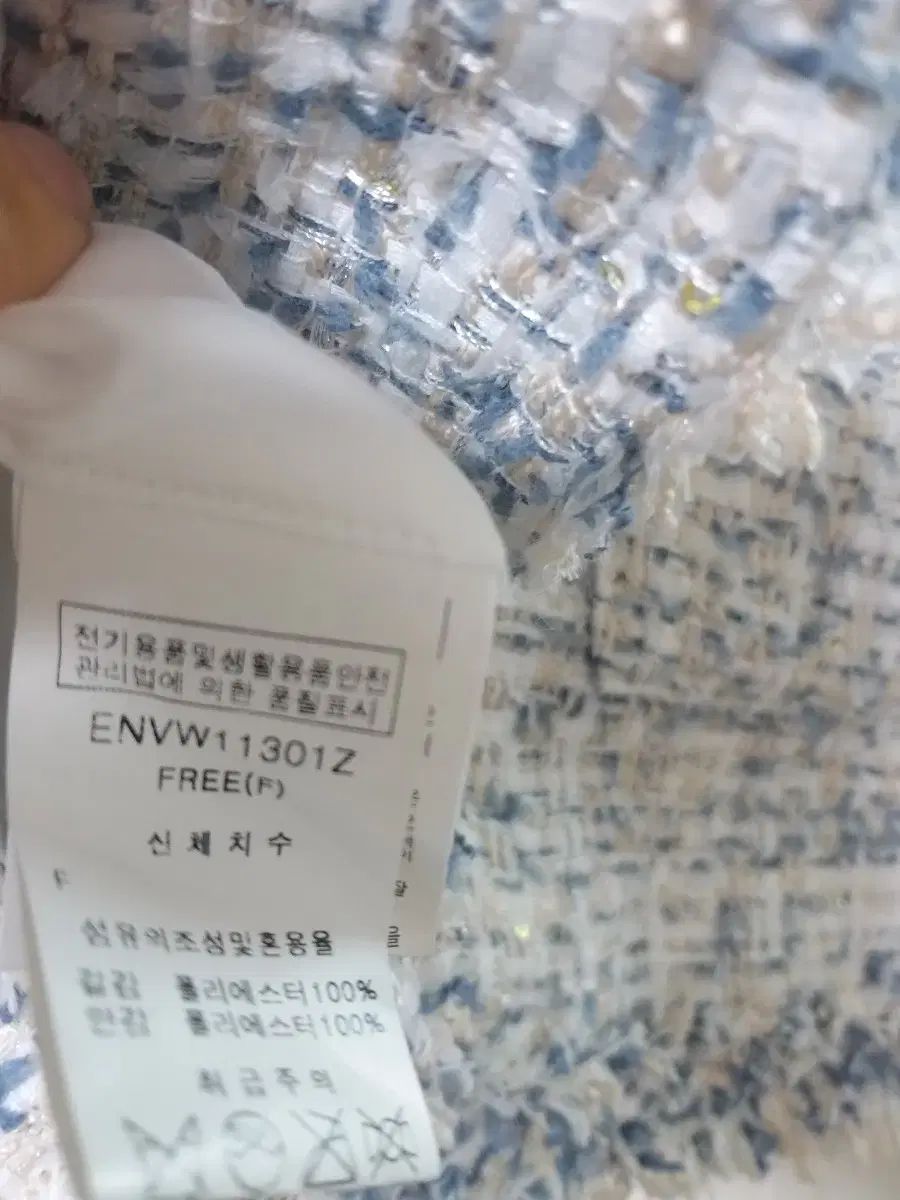 전기용품및생활용품안전
관리법에 의한 품질표시
ENVW11301Z
FREE(F)
신체치수
F
섬유의조성및혼용율
겉감 폴리에스터100%
안감 폴리에스터100%
취급주의